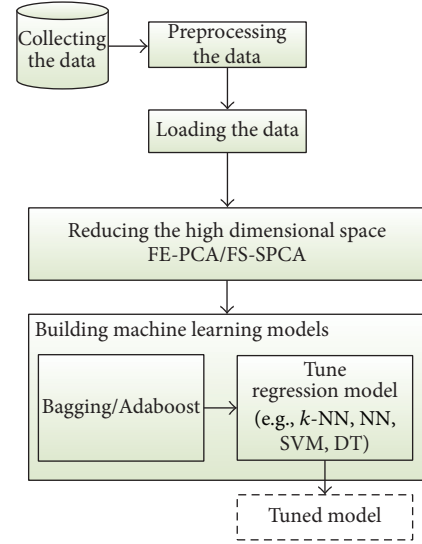 Collecting
the data
Preprocessing
the data
Loading the data
Reducing the high dimensional space
FE-PCA/FS-SPCA
Building machine learning models
Bagging/Adaboost
Tune
regression model
(e.g., k-NN, NN,
SVM, DT)
Tuned model